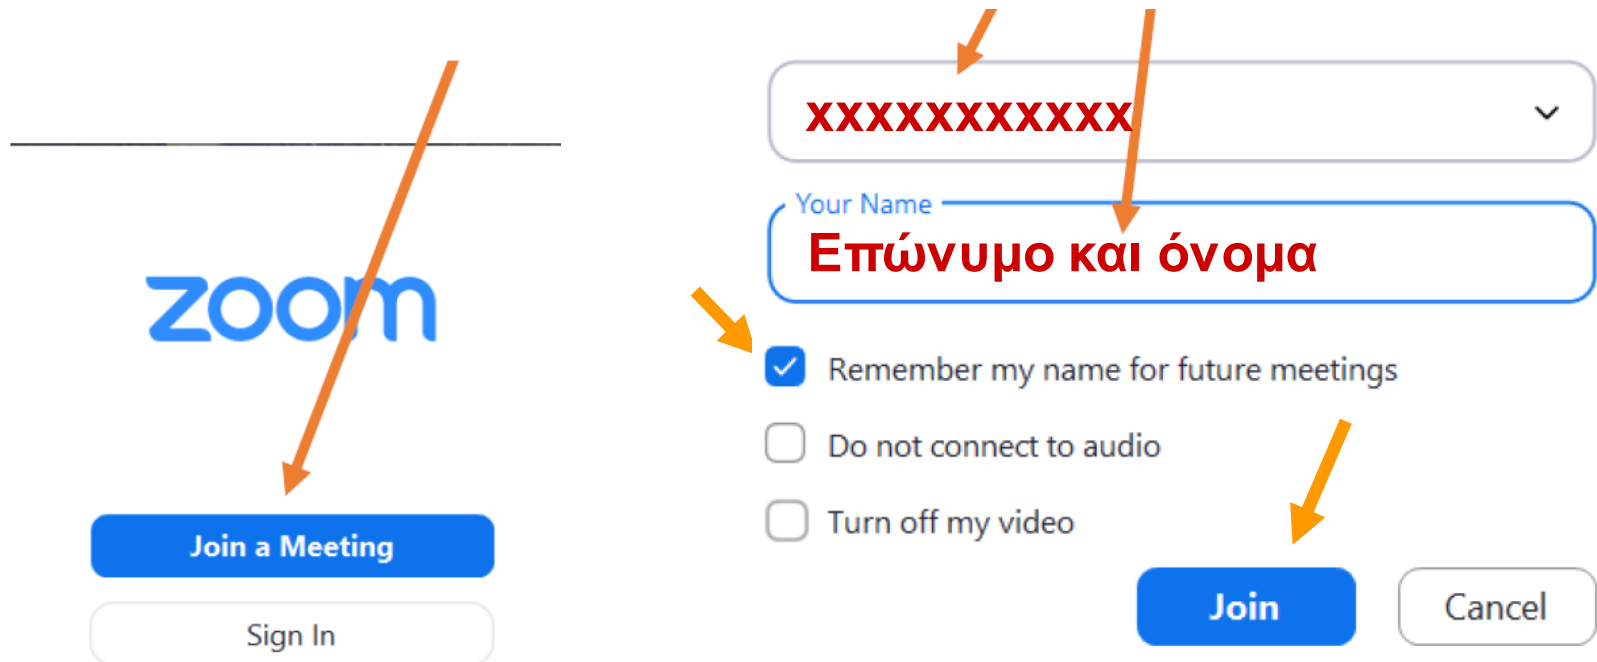 zoom
Join a Meeting
Sign In
xxxxxxxxxxx
Your Name
Επώνυμο και όνομα
Remember my name for future meetings
Do not connect to audio
Turn off my video
Join
Cancel